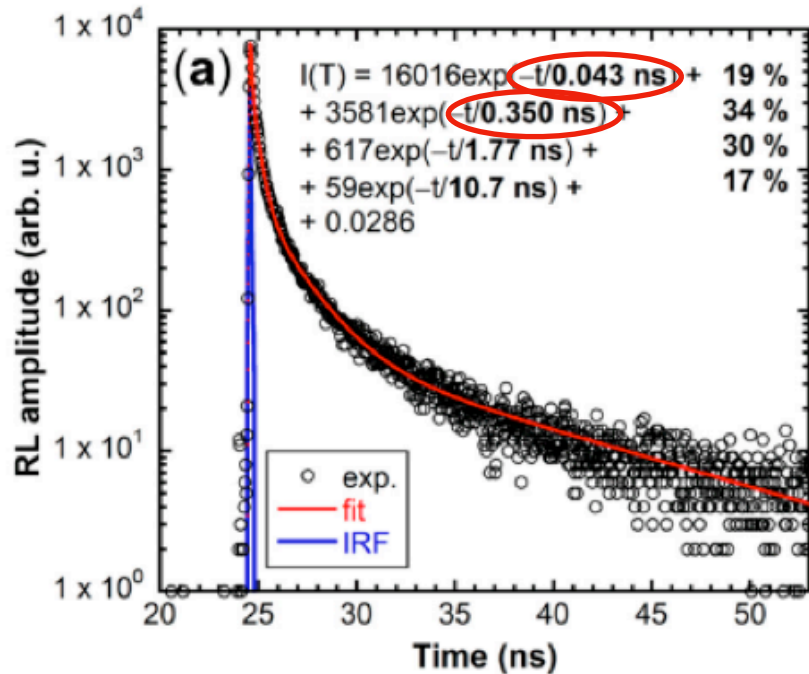 (a)
I(T) = 16016exp(−t/0.043 ns) + 19 %
+ 3581exp(−t/0.350 ns) + 34 %
+ 617exp(−t/1.77 ns) + 30 %
+ 59exp(−t/10.7 ns) + 17 %
+ 0.0286
RL amplitude (arb. u.)
1 x 10⁴
1 x 10³
1 x 10²
1 x 10¹
1 x 10⁰
exp.
fit
IRF
20 25 30 35 40 45 50
Time (ns)